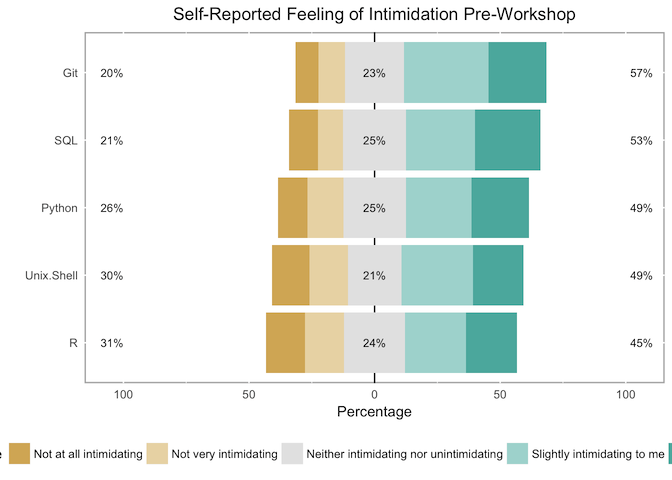 Self-Reported Feeling of Intimidation Pre-Workshop
Git 20% 23% 57%
SQL 21% 25% 53%
Python 26% 25% 49%
Unix.Shell 30% 21% 49%
R 31% 24% 45%
100 50 0 50 100
Percentage
Not at all intimidating Not very intimidating Neither intimidating nor unintimidating Slightly intimidating to me